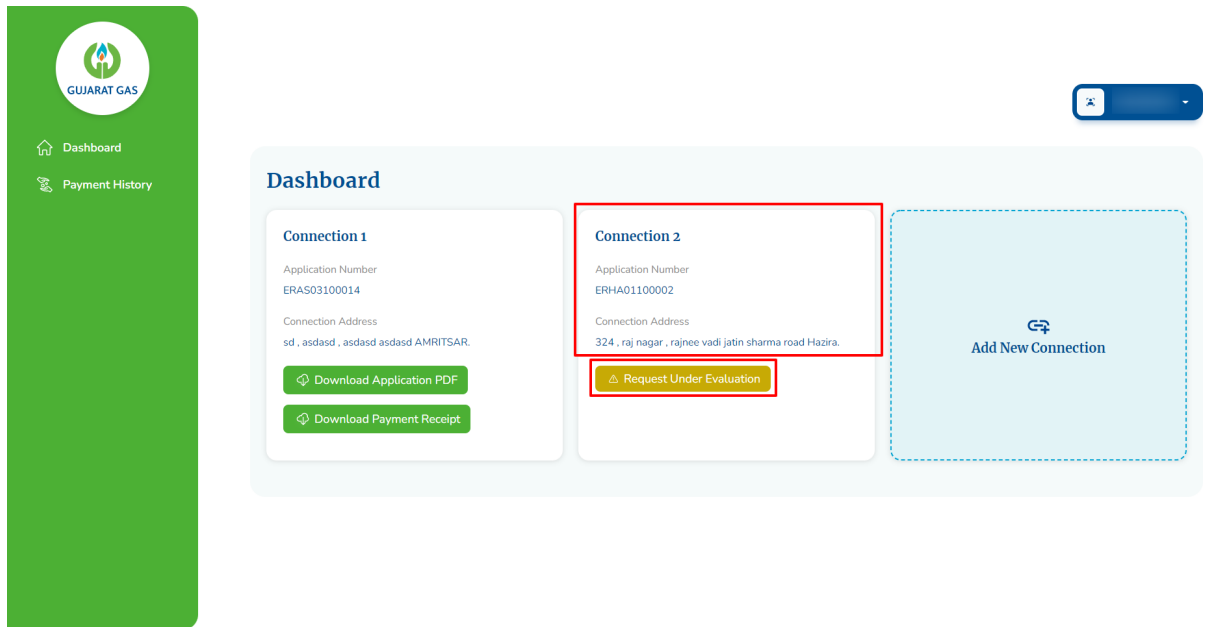 GUJARAT GAS
Dashboard
Payment History
Dashboard
Connection 1
Application Number
ERAS03100014
Connection Address
sd , asdasd , asdasd asdasd AMRITSAR.
Download Application PDF
Download Payment Receipt
Connection 2
Application Number
ERHA01100002
Connection Address
324 , raj nagar , rajnee vadi jatin sharma road Hazira.
Request Under Evaluation
Add New Connection